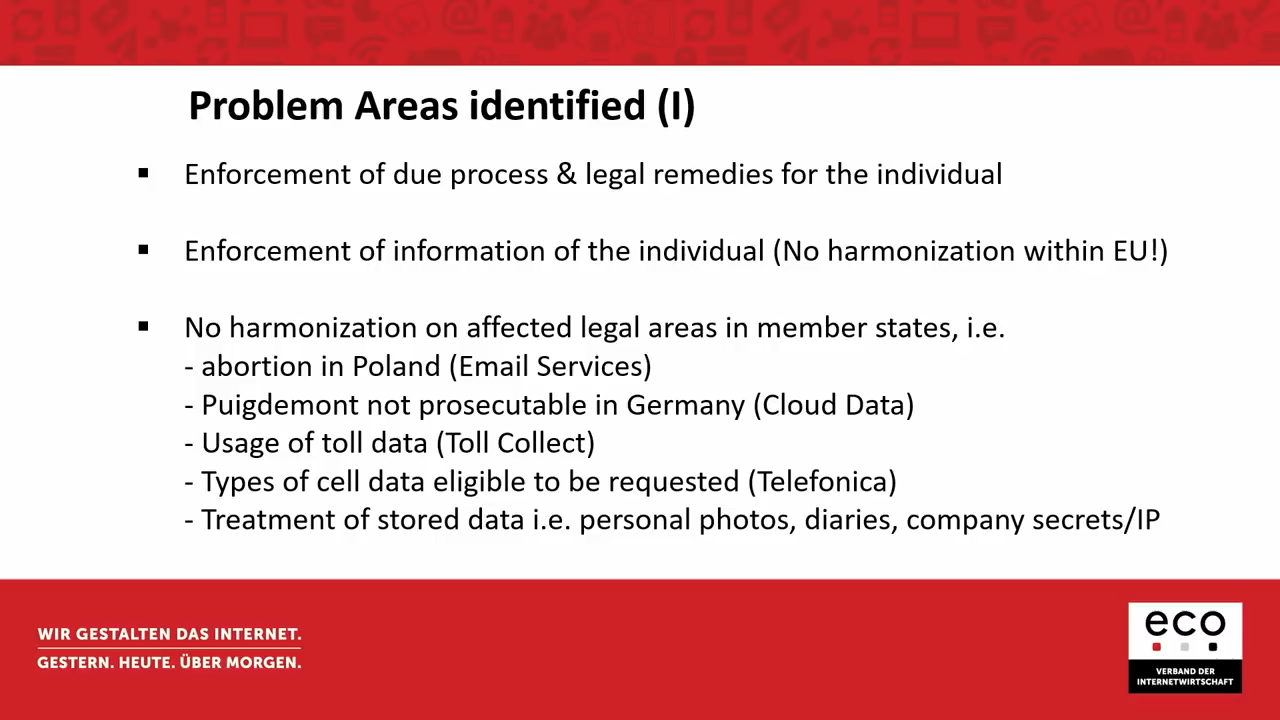 Problem Areas identified (I)
▪ Enforcement of due process & legal remedies for the individual
▪ Enforcement of information of the individual (No harmonization within EU!)
▪ No harmonization on affected legal areas in member states, i.e.
- abortion in Poland (Email Services)
- Puigdemont not prosecutable in Germany (Cloud Data)
- Usage of toll data (Toll Collect)
- Types of cell data eligible to be requested (Telefonica)
- Treatment of stored data i.e. personal photos, diaries, company secrets/IP
WIR GESTALTEN DAS INTERNET.
GESTERN. HEUTE. ÜBER MORGEN.
eco
VERBAND DER
INTERNETWIRTSCHAFT